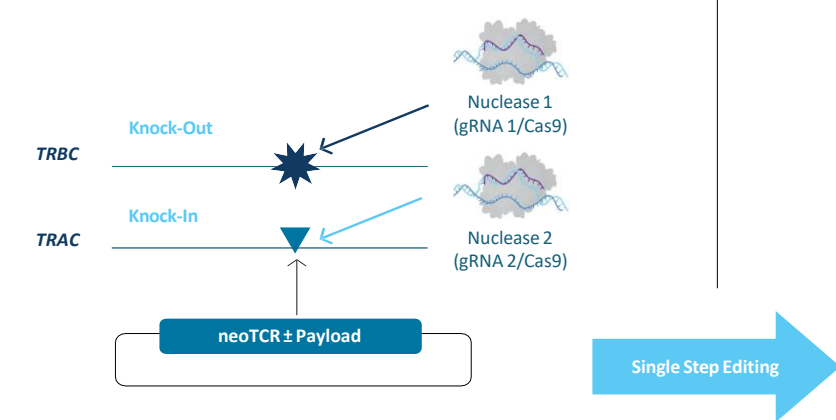 Nuclease 1
(gRNA 1/Cas9)
Knock-Out
TRBC
Knock-In
TRAC
Nuclease 2
(gRNA 2/Cas9)
neoTCR ± Payload
Single Step Editing